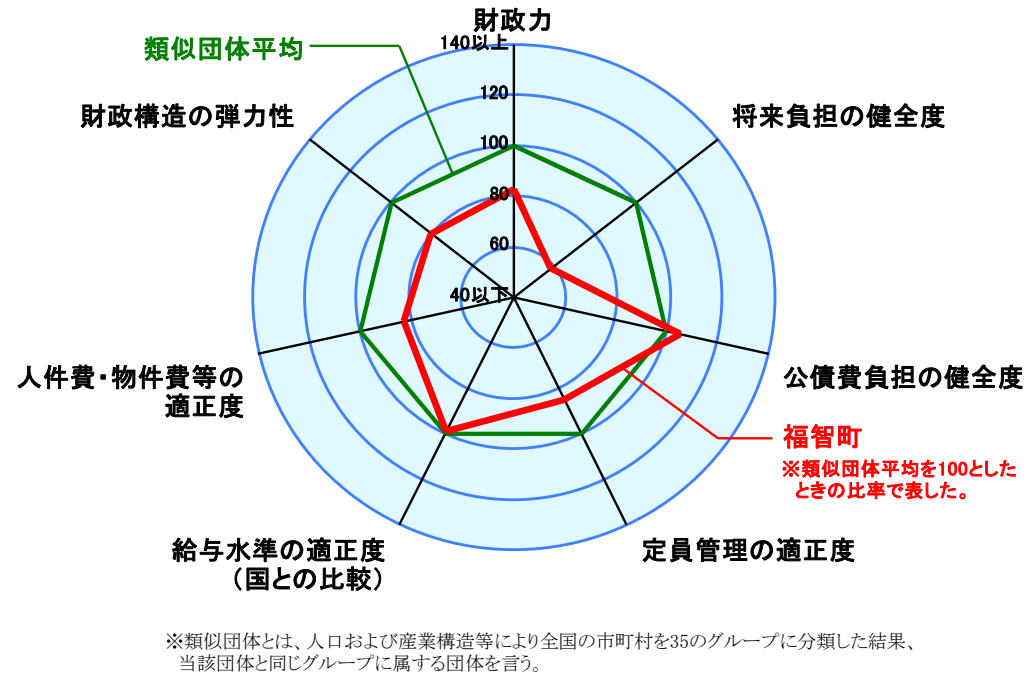 財政力
140以上
類似団体平均
120
財政構造の弾力性
将来負担の健全度
100
80
60
40以下
人件費・物件費等の
適正度
公債費負担の健全度
福智町
※類似団体平均を100とした
ときの比率で表した。
給与水準の適正度
（国との比較）
定員管理の適正度
※類似団体とは、人口および産業構造等により全国の市町村を35のグループに分類した結果、
当該団体と同じグループに属する団体を言う。